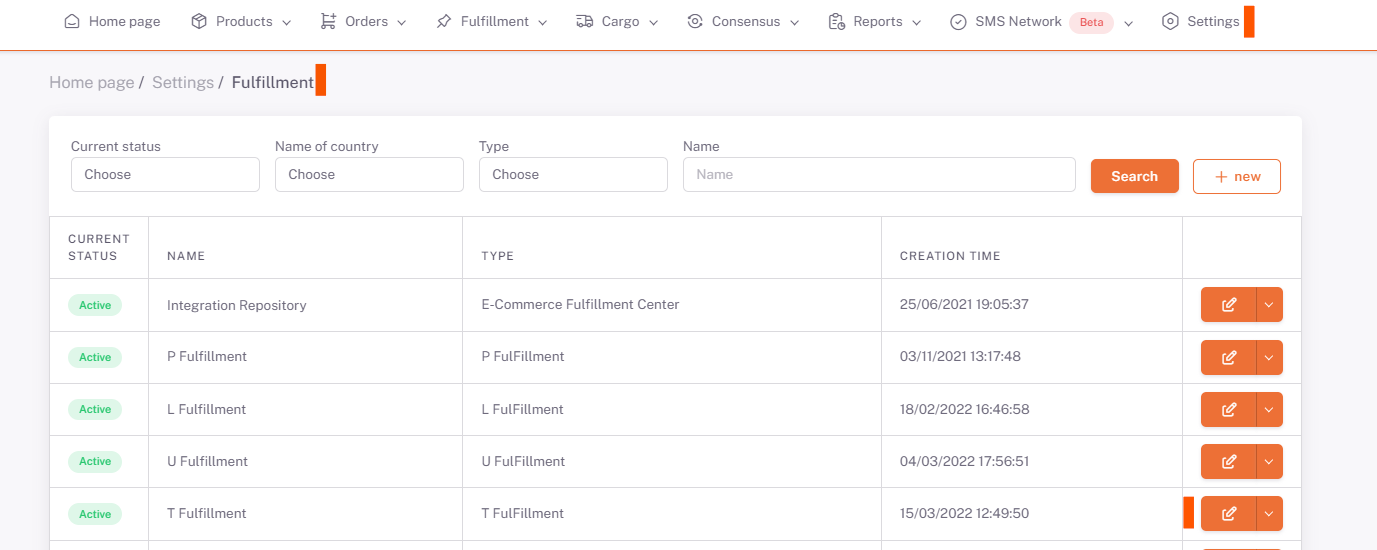 Home page Products Orders Fulfillment Cargo Consensus Reports SMS Network Beta Settings
Home page / Settings / Fulfillment
Current status Name of country Type Name
Choose Choose Choose Name Search + new
CURRENT
STATUS NAME TYPE CREATION TIME
Active Integration Repository E-Commerce Fulfillment Center 25/06/2021 19:05:37
Active P Fulfillment P FulFillment 03/11/2021 13:17:48
Active L Fulfillment L FulFillment 18/02/2022 16:46:58
Active U Fulfillment U FulFillment 04/03/2022 17:56:51
Active T Fulfillment T FulFillment 15/03/2022 12:49:50